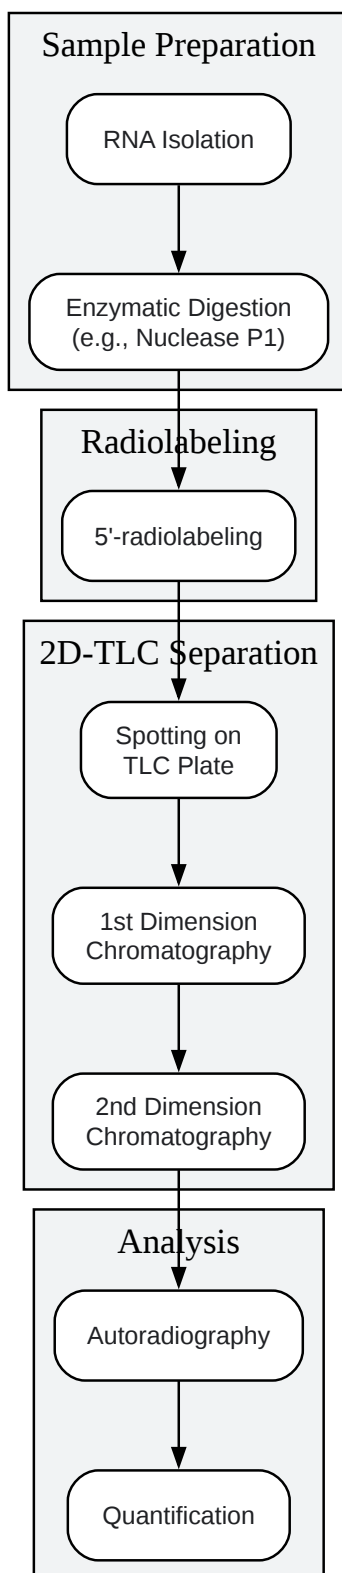 Sample Preparation
RNA Isolation
Enzymatic Digestion
(e.g., Nuclease P1)
Radiolabeling
5'-radiolabeling
2D-TLC Separation
Spotting on
TLC Plate
1st Dimension
Chromatography
2nd Dimension
Chromatography
Analysis
Autoradiography
Quantification